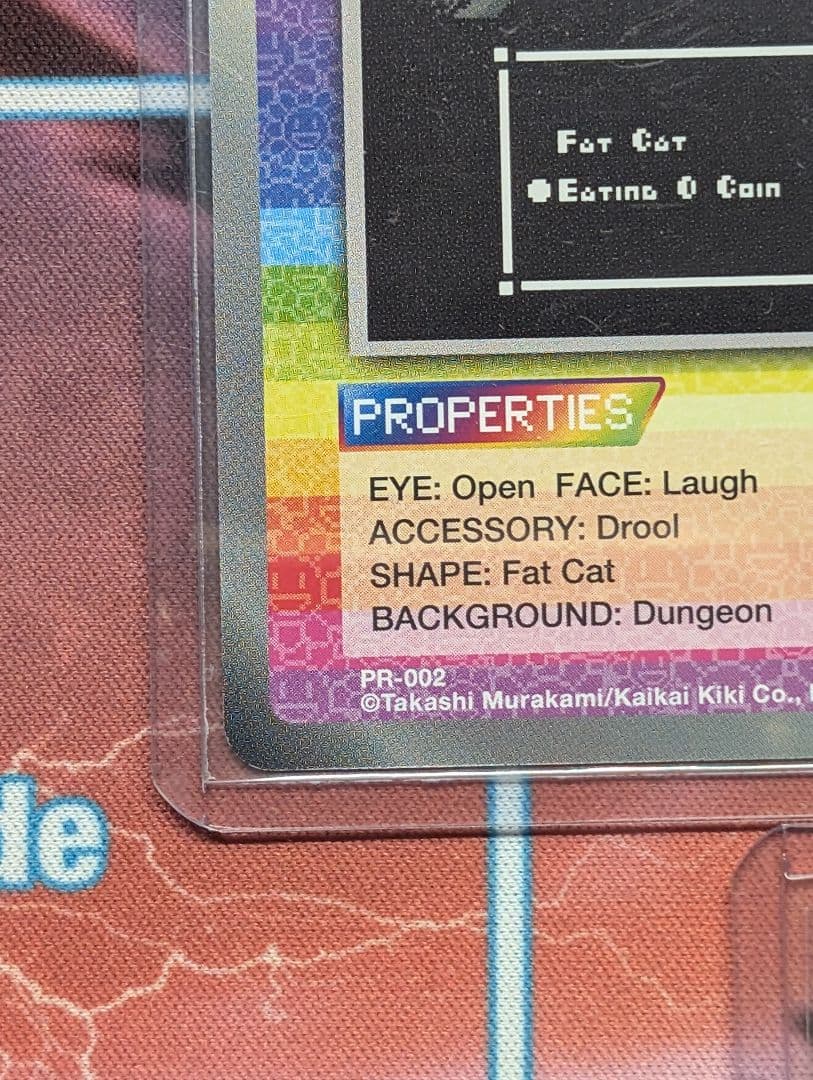 Fat Cat
●Eating a Coin
PROPERTIES
EYE: Open FACE: Laugh
ACCESSORY: Drool
SHAPE: Fat Cat
BACKGROUND: Dungeon
PR-002
©Takashi Murakami/Kaikai Kiki Co.,
le